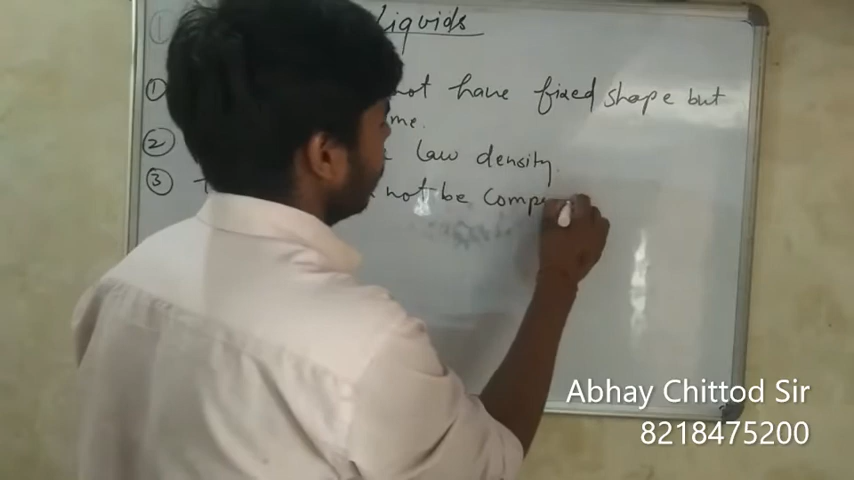 ① Liquids
① not have fixed shape but
me.
② law density.
③ not be Comp
Abhay Chittod Sir
8218475200